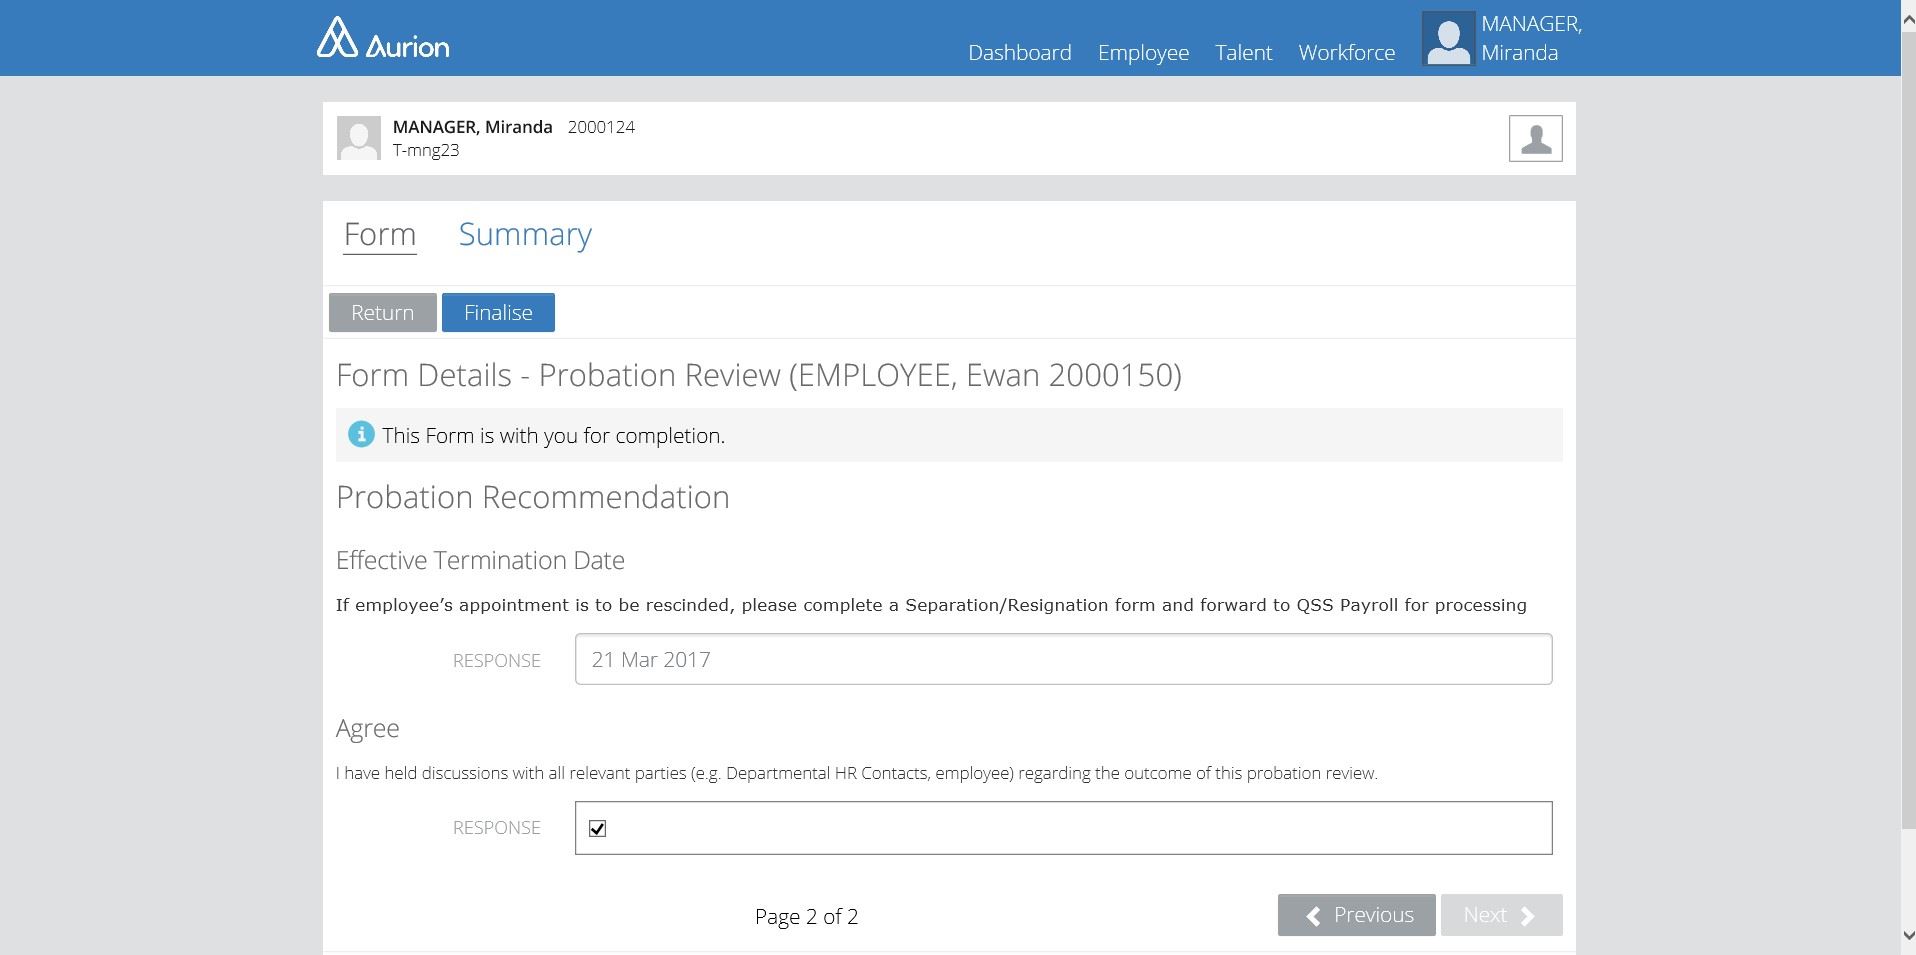 Aurion
Dashboard Employee Talent Workforce MANAGER,
Miranda
MANAGER, Miranda 2000124
T-mng23
Form Summary
Return Finalise
Form Details - Probation Review (EMPLOYEE, Ewan 2000150)
This Form is with you for completion.
Probation Recommendation
Effective Termination Date
If employee’s appointment is to be rescinded, please complete a Separation/Resignation form and forward to QSS Payroll for processing
RESPONSE 21 Mar 2017
Agree
I have held discussions with all relevant parties (e.g. Departmental HR Contacts, employee) regarding the outcome of this probation review.
RESPONSE
Page 2 of 2 Previous Next